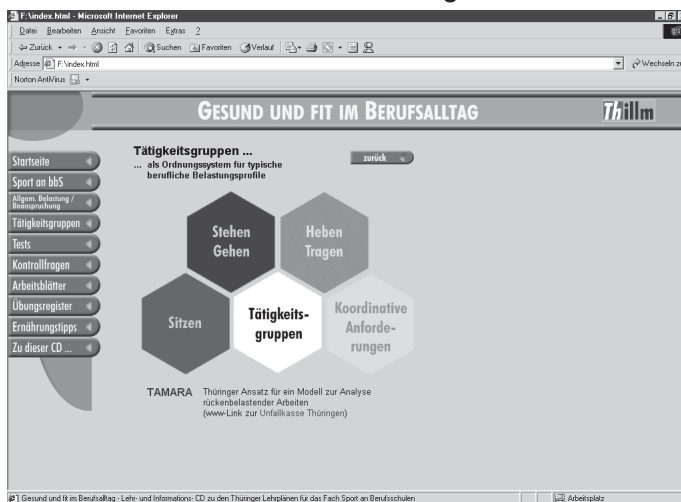 F:\index.html - Microsoft Internet Explorer
Datei Bearbeiten Ansicht Favoriten Extras ?
Zurück Suchen Favoriten Verlauf
Adresse F:\index.html Wechseln zu
Norton AntiVirus
GESUND UND FIT IM BERUFSALLTAG
Thillm
Startseite
Sport an bbS
Allgem. Belastung /
Beanspruchung
Tätigkeitsgruppen
Tests
Kontrollfragen
Arbeitsblätter
Übungsregister
Ernährungstipps
Zu dieser CD ...
Tätigkeitsgruppen ...
... als Ordnungssystem für typische
berufliche Belastungsprofile
zurück
Stehen
Gehen
Heben
Tragen
Sitzen
Tätigkeits-
gruppen
Koordinative
Anforde-
rungen
TAMARA Thüringer Ansatz für ein Modell zur Analyse
rückenbelastender Arbeiten
(www-Link zur Unfallkasse Thüringen)
Gesund und fit im Berufsalltag - Lehr- und Informations- CD zu den Thüringer Lehrplänen für das Fach Sport an Berufsschulen
Arbeitsplatz